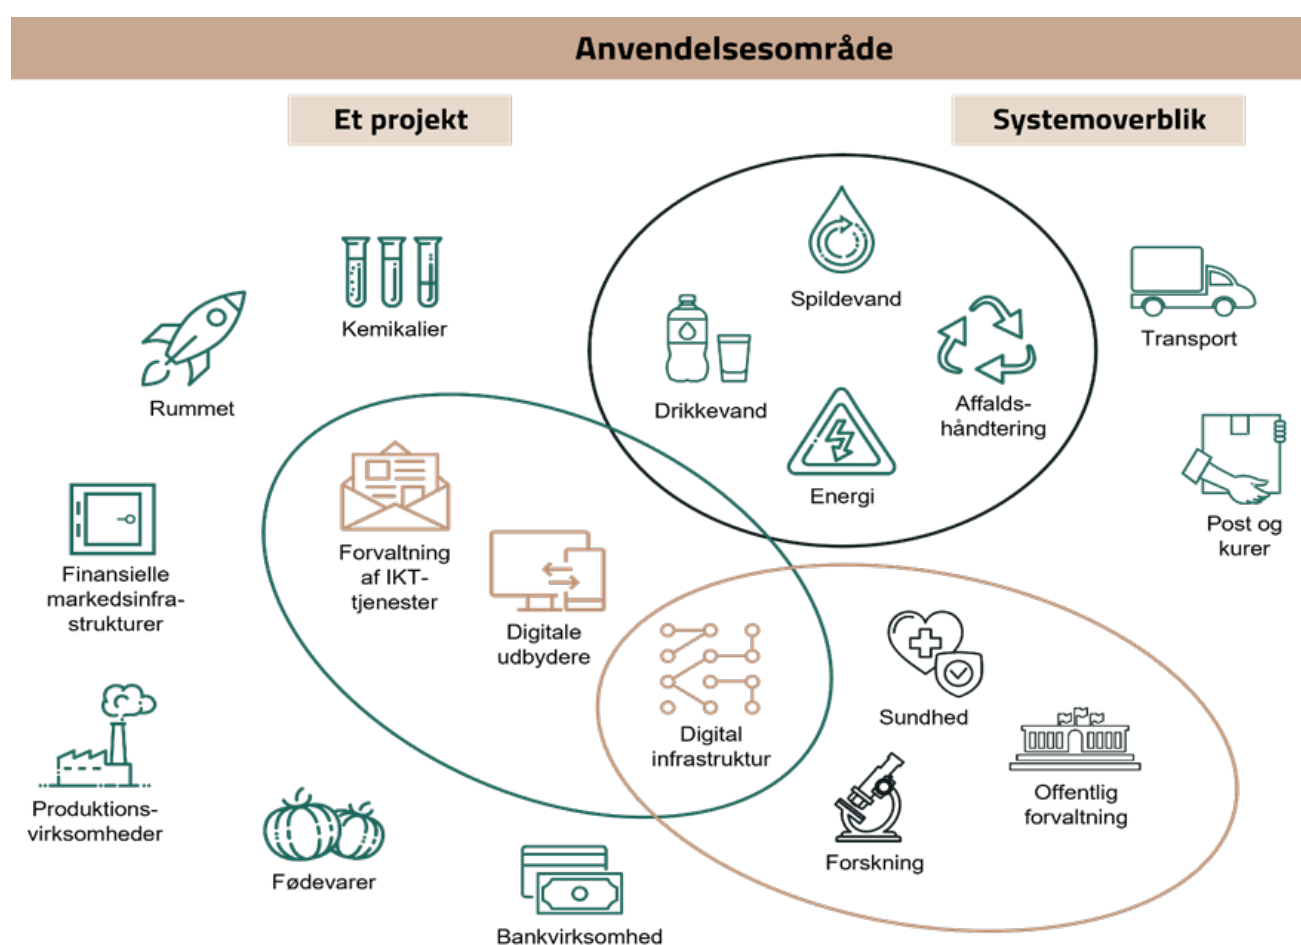 Anvendelsesområde
Et projekt
Systemoverblik
Spildevand
Kemikalier
Transport
Rummet
Drikkevand
Affalds-
håndtering
Energi
Post og
kurer
Forvaltning
af IKT-
tjenester
Finansielle
markedsinfra-
strukturer
Digitale
udbydere
Sundhed
Digital
infrastruktur
Offentlig
forvaltning
Produktions-
virksomheder
Forskning
Fødevarer
Bankvirksomhed